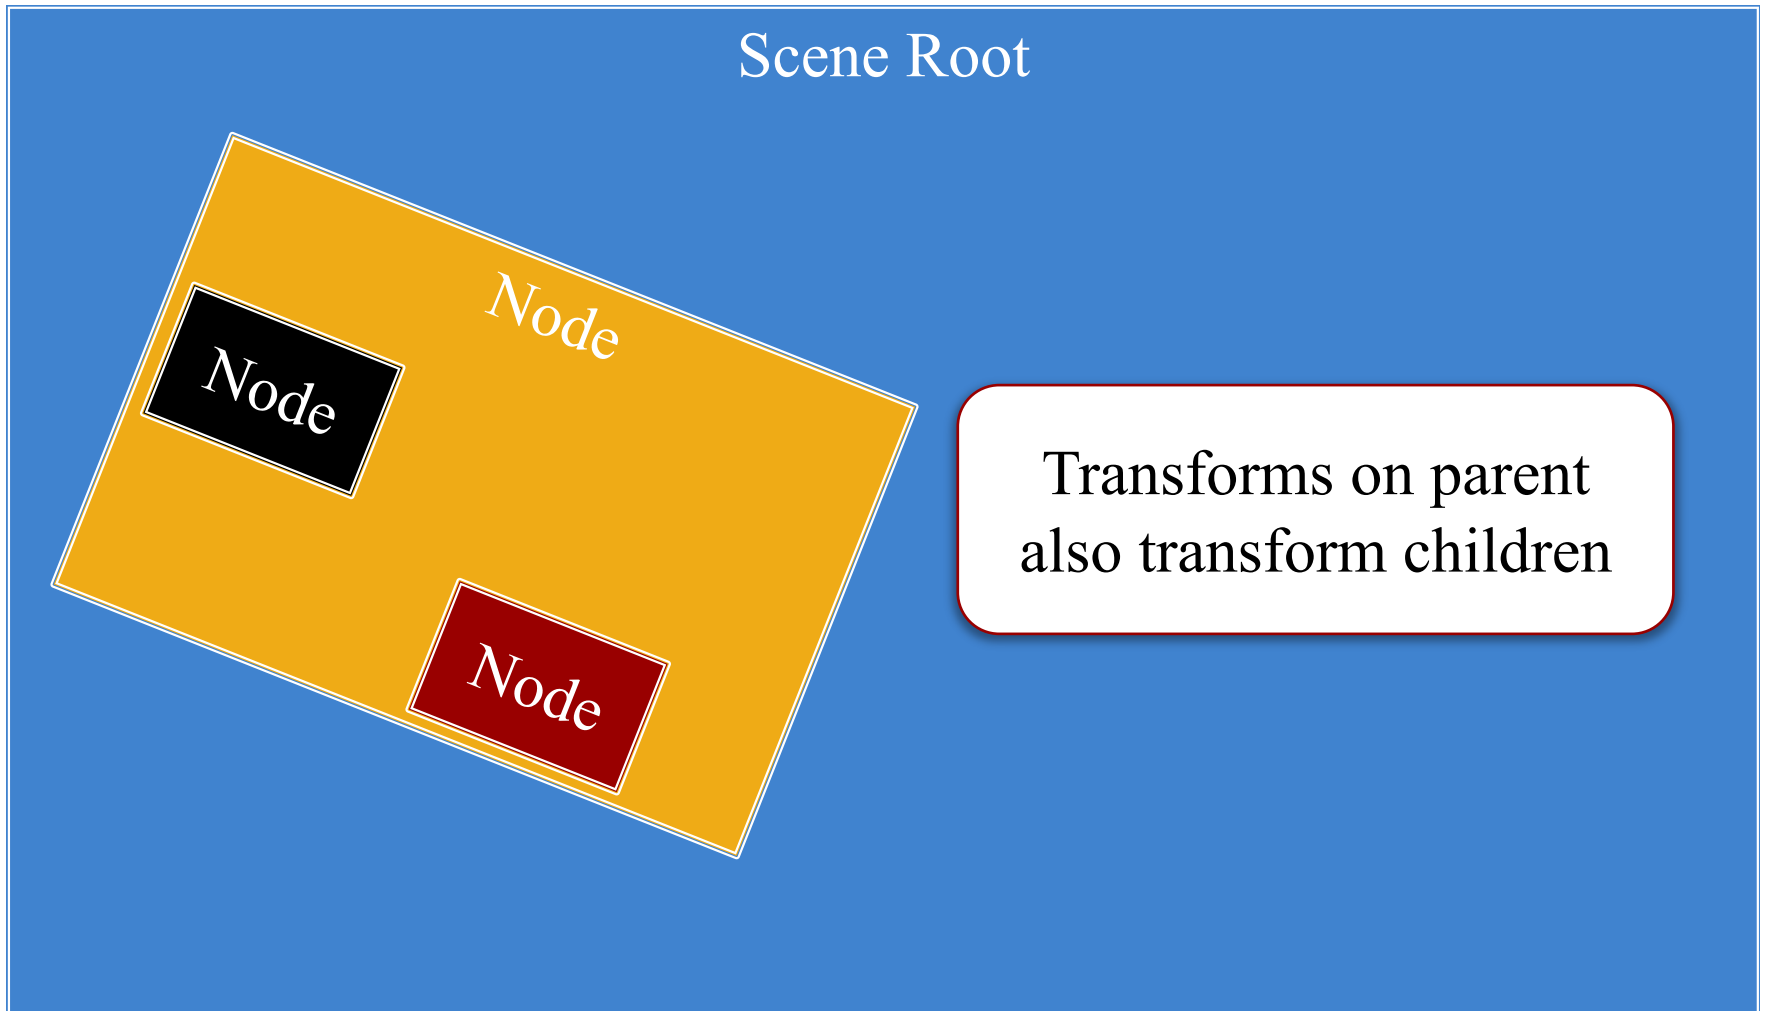 Scene Root
Node
Node
Node
Transforms on parent
also transform children